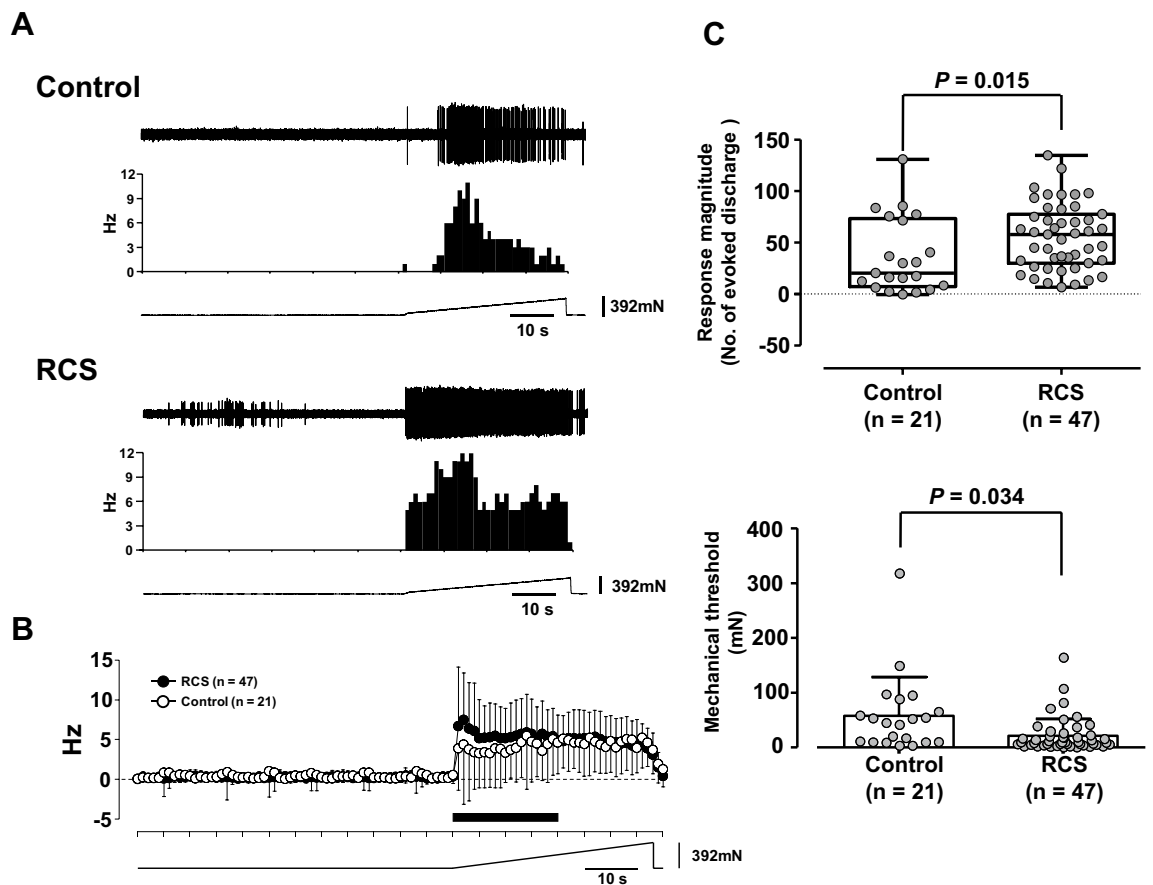 A
Control
12
9
6
3
0
Hz
392mN
10 s
RCS
12
9
6
3
0
Hz
392mN
10 s
B
15
10
5
0
-5
Hz
RCS (n = 47)
Control (n = 21)
392mN
10 s
C
P = 0.015
150
100
50
0
-50
Response magnitude
(No. of evoked discharge )
Control RCS
(n = 21) (n = 47)
P = 0.034
400
300
200
100
0
Mechanical threshold
(mN)
Control RCS
(n = 21) (n = 47)